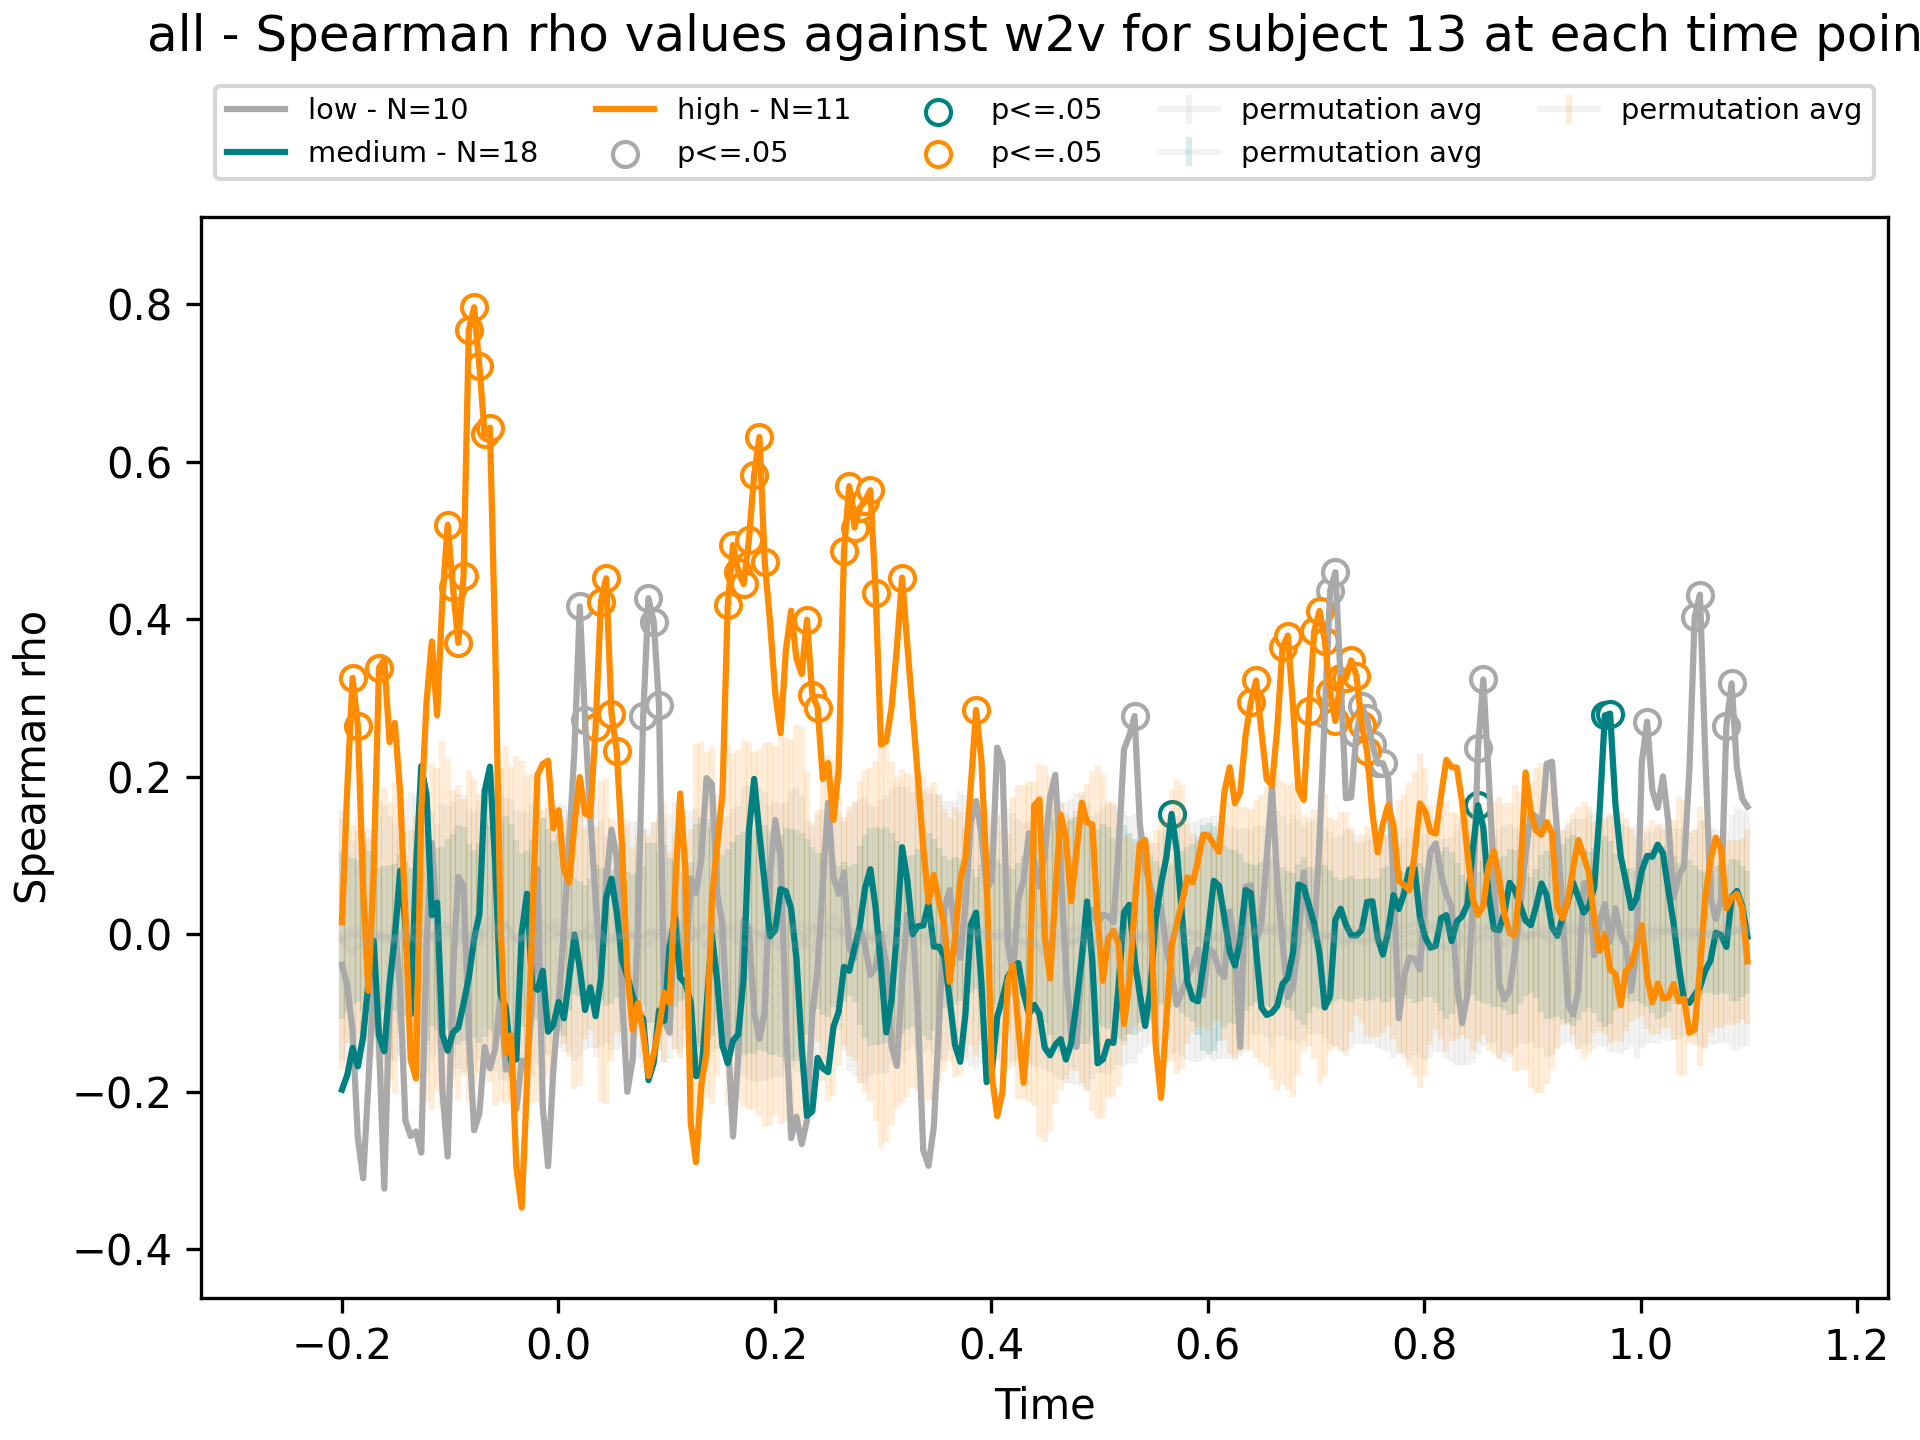 all - Spearman rho values against w2v for subject 13 at each time poin
low - N=10
medium - N=18
high - N=11
p<=.05
p<=.05
p<=.05
permutation avg
permutation avg
permutation avg
Spearman rho
0.8
0.6
0.4
0.2
0.0
−0.2
−0.4
−0.2
0.0
0.2
0.4
0.6
0.8
1.0
1.2
Time